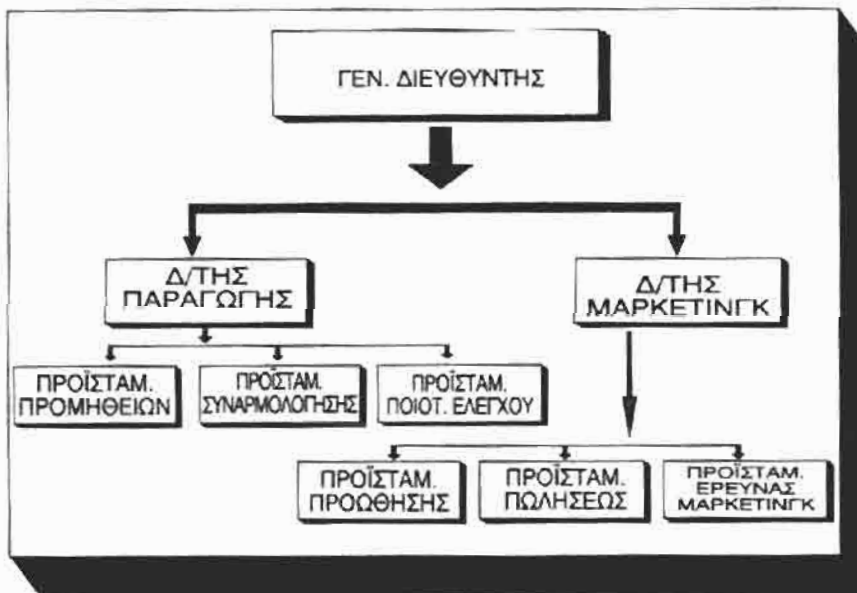 ΓΕΝ. ΔΙΕΥΘΥΝΤΗΣ
Δ/ΤΗΣ
ΠΑΡΑΓΩΓΗΣ
Δ/ΤΗΣ
ΜΑΡΚΕΤΙΝΓΚ
ΠΡΟΪΣΤΑΜ.
ΠΡΟΜΗΘΕΙΩΝ
ΠΡΟΪΣΤΑΜ.
ΣΥΝΑΡΜΟΛΟΓΗΣΗΣ
ΠΡΟΪΣΤΑΜ.
ΠΟΙΟΤ. ΕΛΕΓΧΟΥ
ΠΡΟΪΣΤΑΜ.
ΠΡΟΩΘΗΣΗΣ
ΠΡΟΪΣΤΑΜ.
ΠΩΛΗΣΕΩΣ
ΠΡΟΪΣΤΑΜ.
ΕΡΕΥΝΑΣ
ΜΑΡΚΕΤΙΝΓΚ